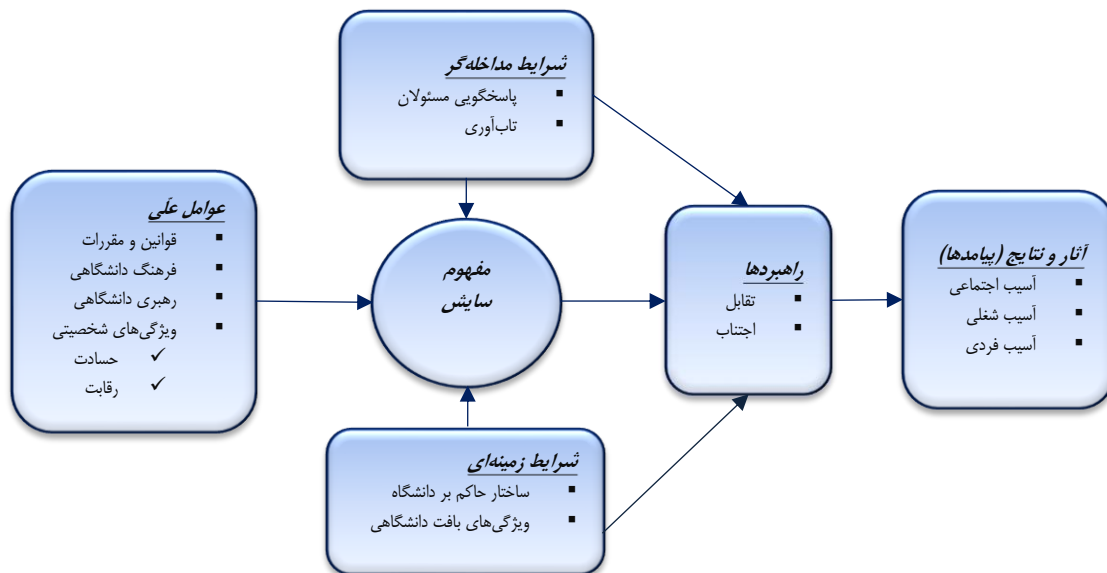 شرایط مداخله‌گر
▪ پاسخگویی مسئولان
▪ تاب‌آوری
عوامل علّی
▪ قوانین و مقررات
▪ فرهنگ دانشگاهی
▪ رهبری دانشگاهی
▪ ویژگی‌های شخصیتی
✓ حسادت
✓ رقابت
مفهوم
سایش
راهبردها
▪ تقابل
▪ اجتناب
آثار و نتایج (پیامدها)
▪ آسیب اجتماعی
▪ آسیب شغلی
▪ آسیب فردی
شرایط زمینه‌ای
▪ ساختار حاکم بر دانشگاه
▪ ویژگی‌های بافت دانشگاهی